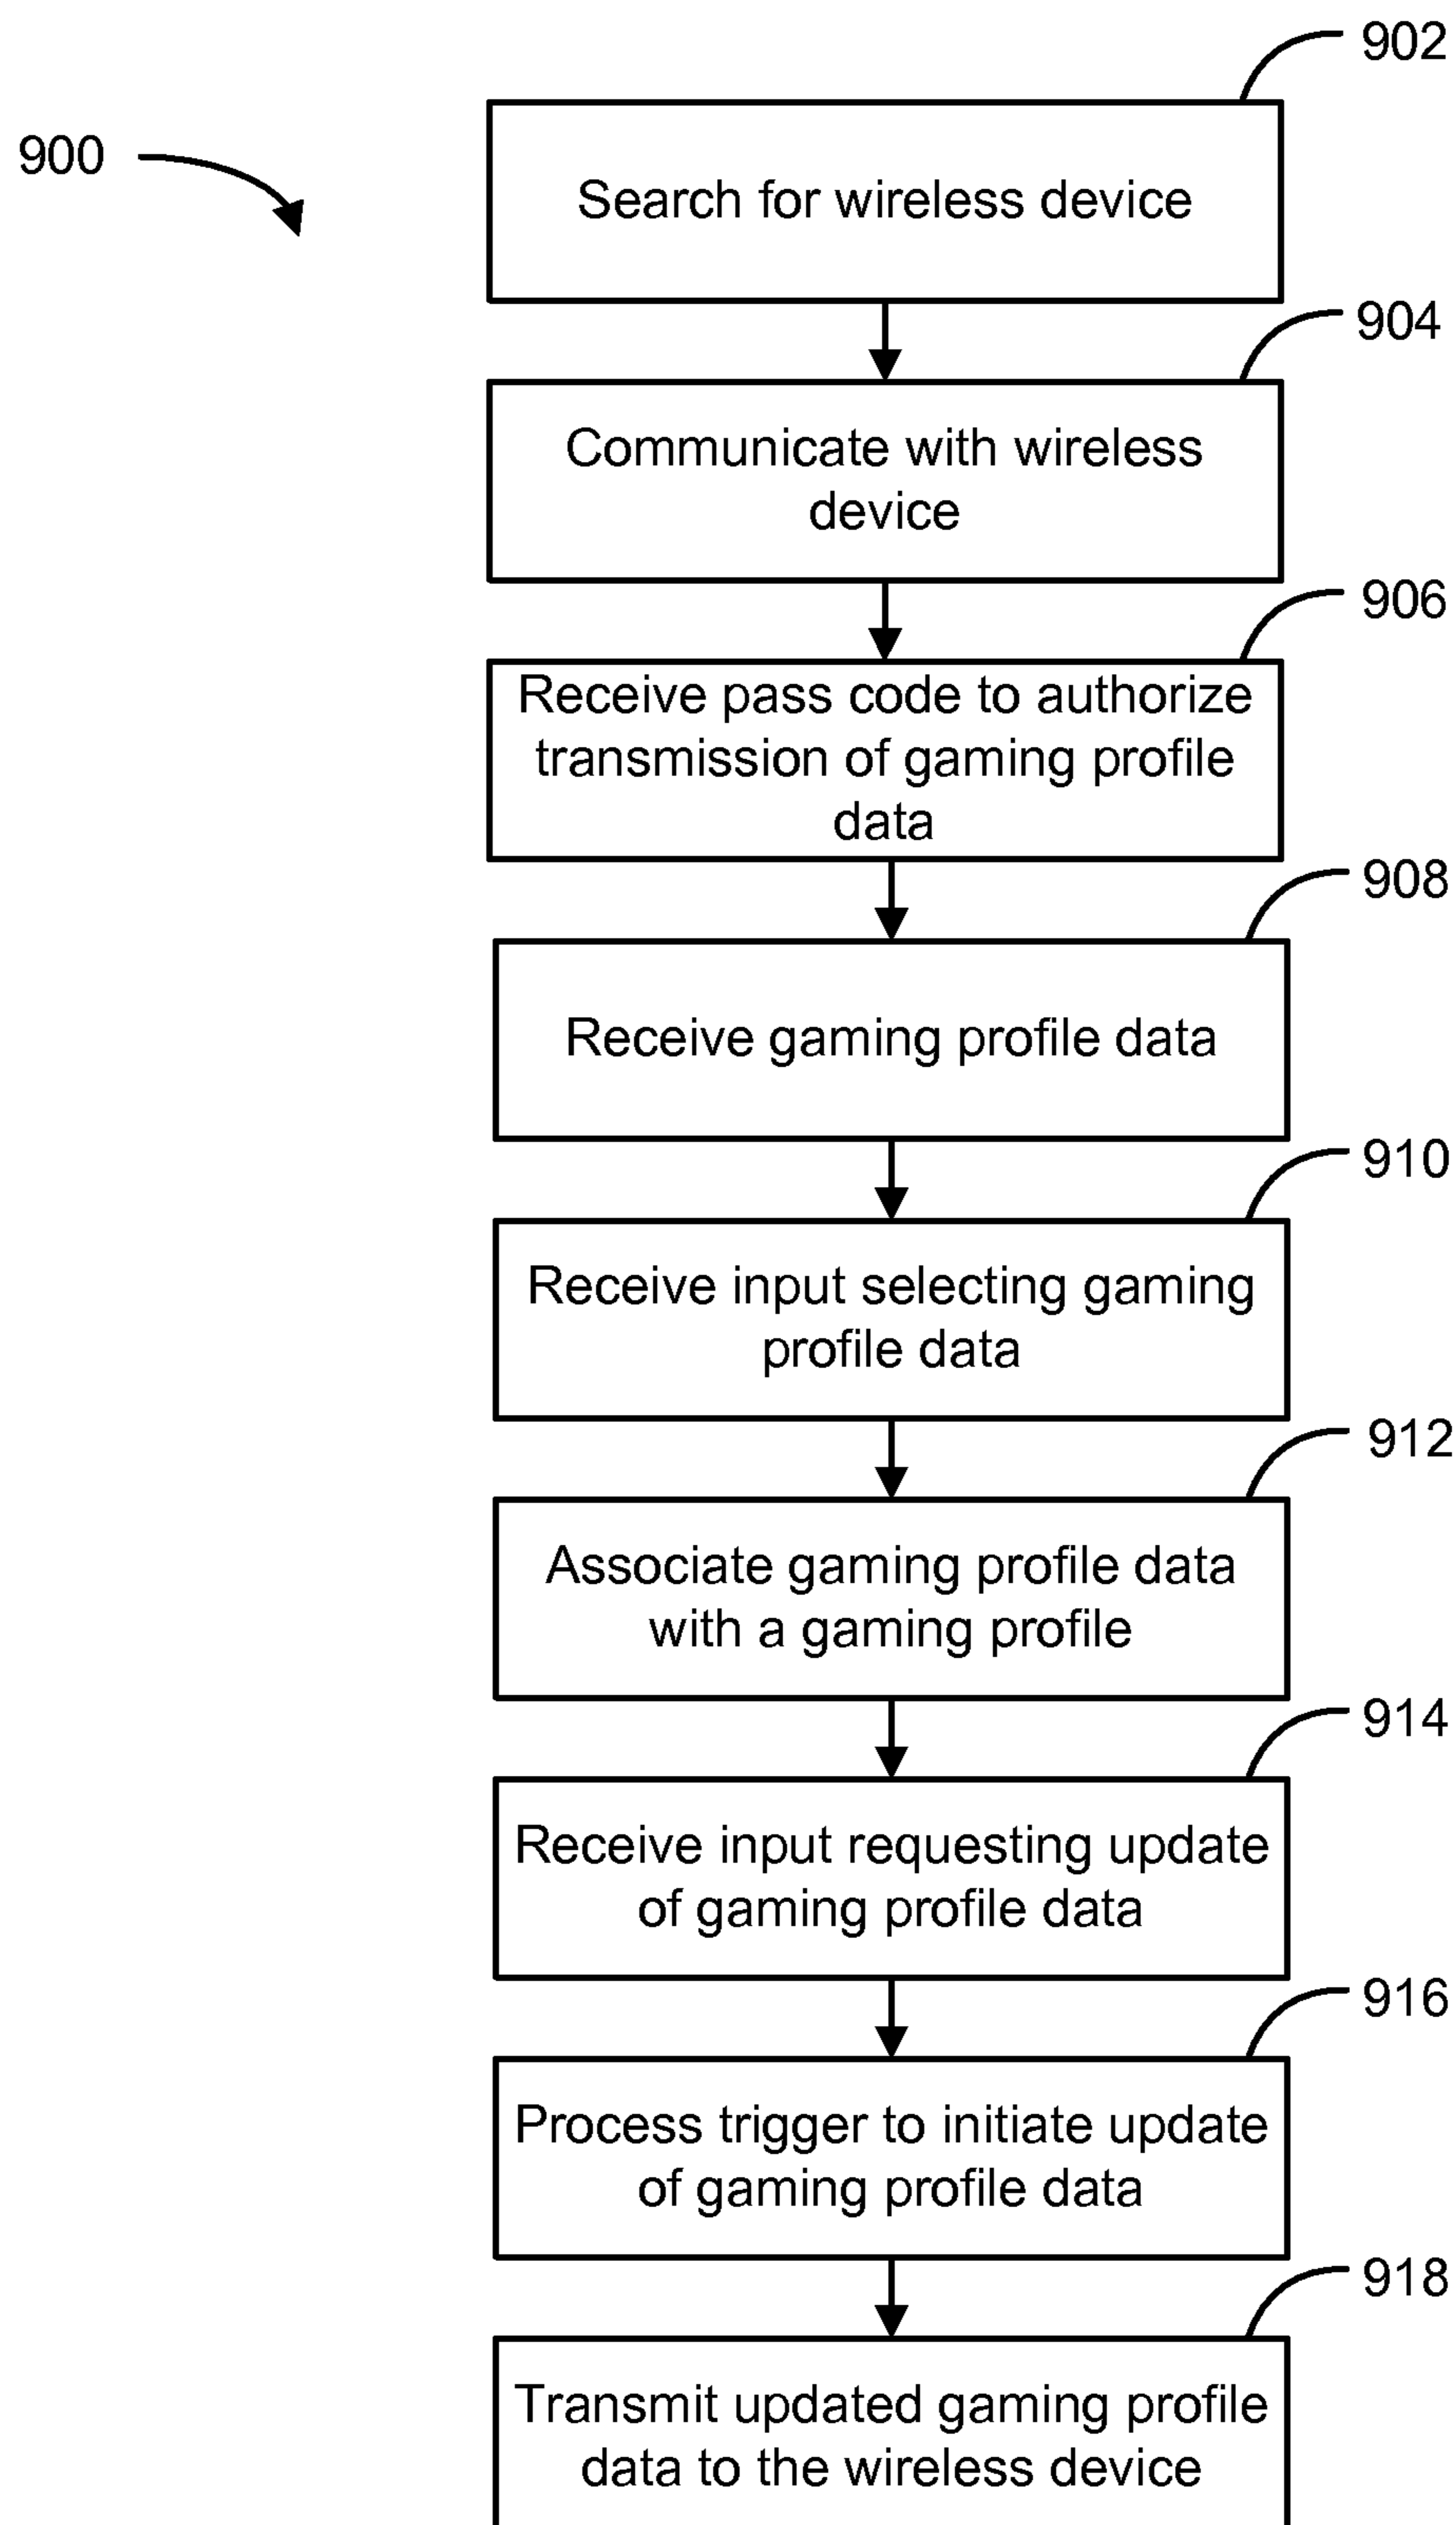 902
900
Search for wireless device
904
Communicate with wireless
device
906
Receive pass code to authorize
transmission of gaming profile
data
908
Receive gaming profile data
910
Receive input selecting gaming
profile data
912
Associate gaming profile data
with a gaming profile
914
Receive input requesting update
of gaming profile data
916
Process trigger to initiate update
of gaming profile data
918
Transmit updated gaming profile
data to the wireless device